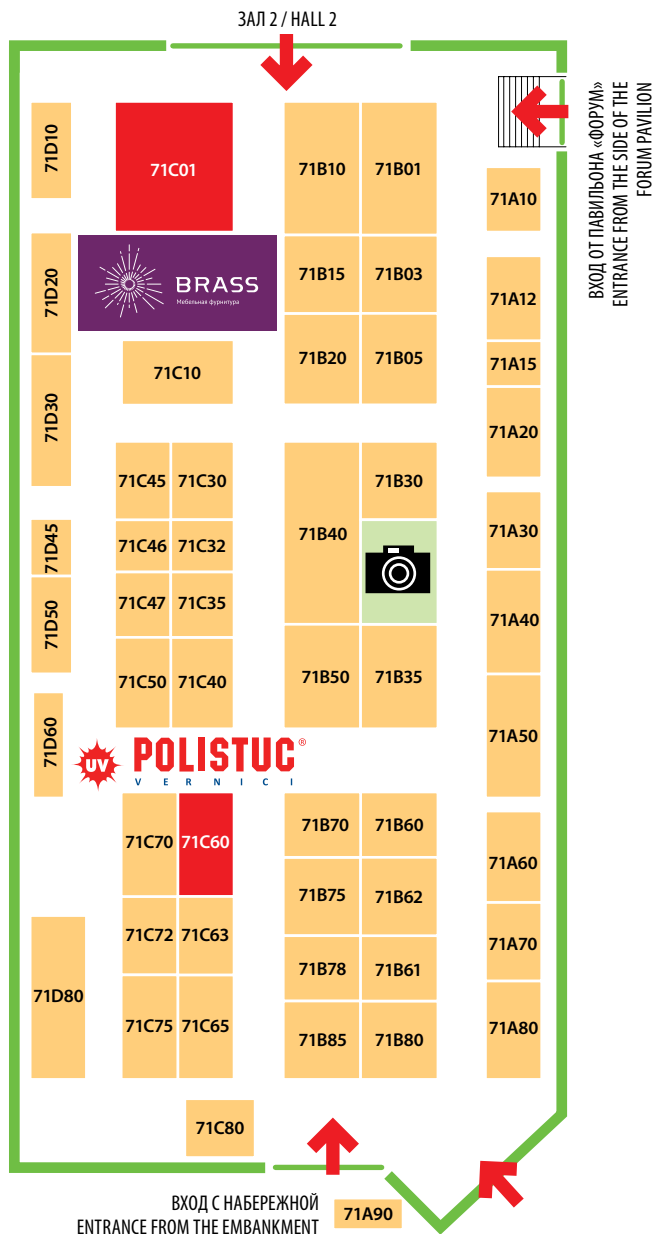 ЗАЛ 2 / HALL 2
ВХОД ОТ ПАВИЛЬОНА «ФОРУМ»
ENTRANCE FROM THE SIDE OF THE
FORUM PAVILION
71D10
71C01
71B10
71B01
71A10
71D20
BRASS
Мебельная фурнитура
71B15
71B03
71A12
71D30
71C10
71B20
71B05
71A15
71A20
71C45
71C30
71B40
71B30
71A30
71D45
71C46
71C32
71D50
71C47
71C35
71A40
71C50
71C40
71B50
71B35
71A50
71D60
UV
POLISTUC®
VERNICI
71C70
71C60
71B70
71B60
71A60
71B75
71B62
71C72
71C63
71A70
71D80
71B78
71B61
71C75
71C65
71B85
71B80
71A80
71C80
ВХОД С НАБЕРЕЖНОЙ
ENTRANCE FROM THE EMBANKMENT
71A90